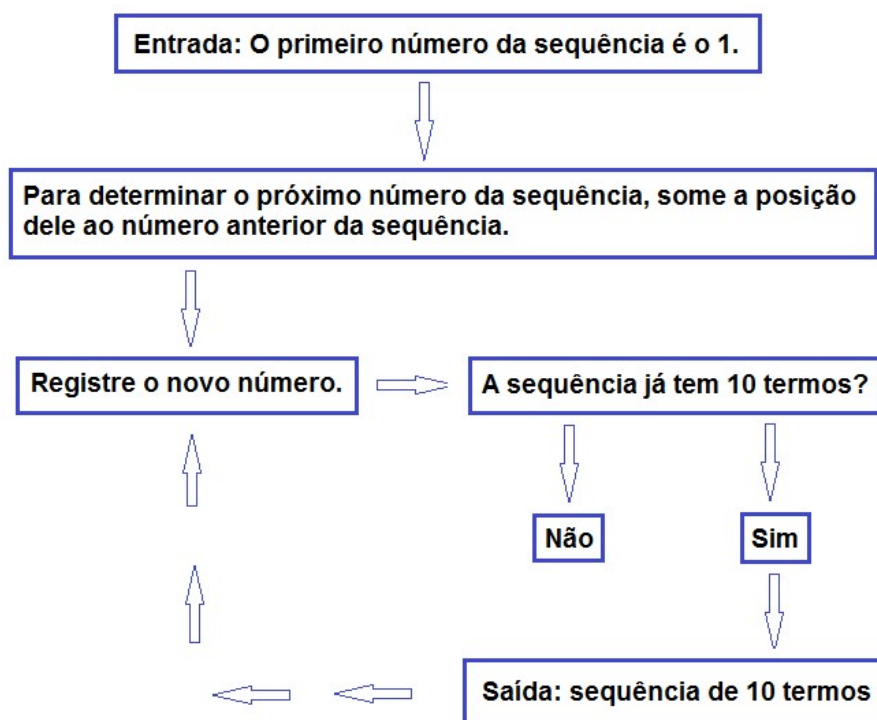 Entrada: O primeiro número da sequência é o 1.
Para determinar o próximo número da sequência, some a posição
dele ao número anterior da sequência.
Registre o novo número.
A sequência já tem 10 termos?
Não
Sim
Saída: sequência de 10 termos